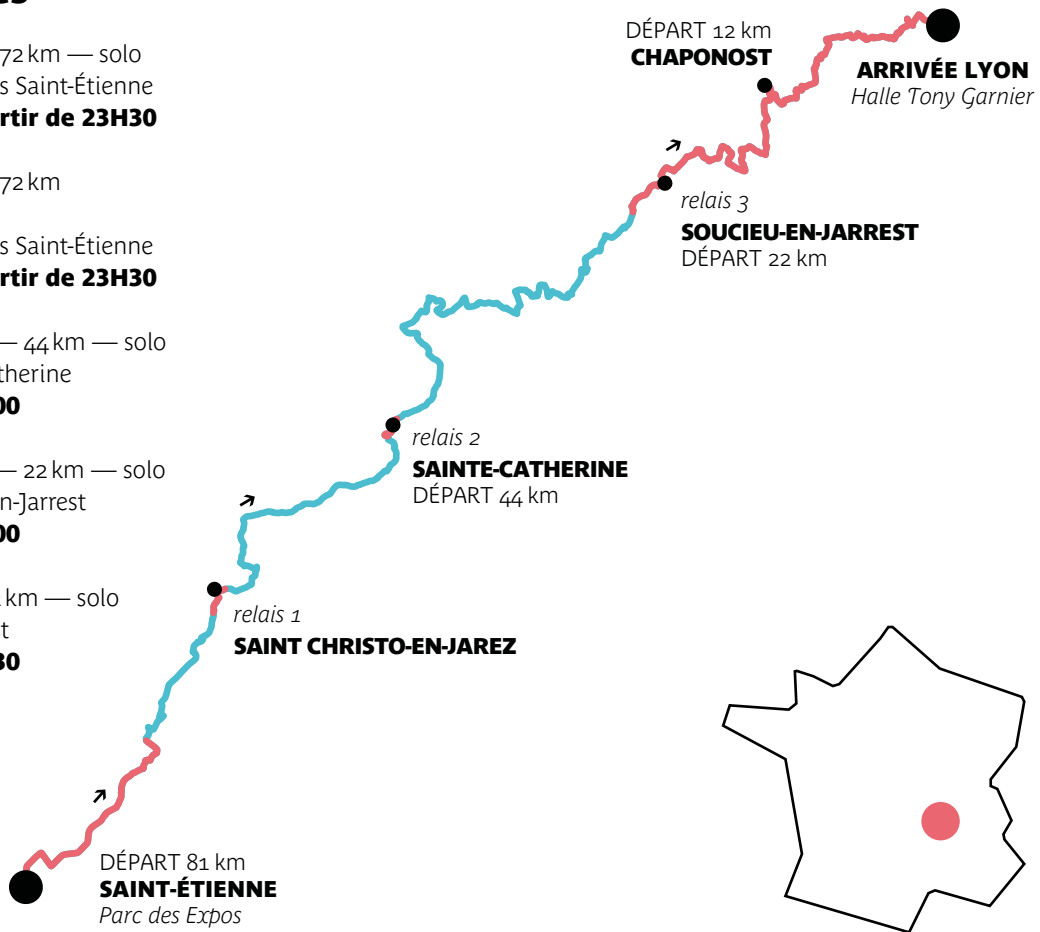 72 km — solo
s Saint-Étienne
rtir de 23H30
72 km
s Saint-Étienne
rtir de 23H30
— 44 km — solo
therine
00
— 22 km — solo
n-Jarrest
00
km — solo
t
30
DÉPART 12 km
CHAPONOST
ARRIVÉE LYON
Halle Tony Garnier
relais 3
SOUCIEU-EN-JARREST
DÉPART 22 km
relais 2
SAINTE-CATHERINE
DÉPART 44 km
relais 1
SAINT CHRISTO-EN-JAREZ
DÉPART 81 km
SAINT-ÉTIENNE
Parc des Expos